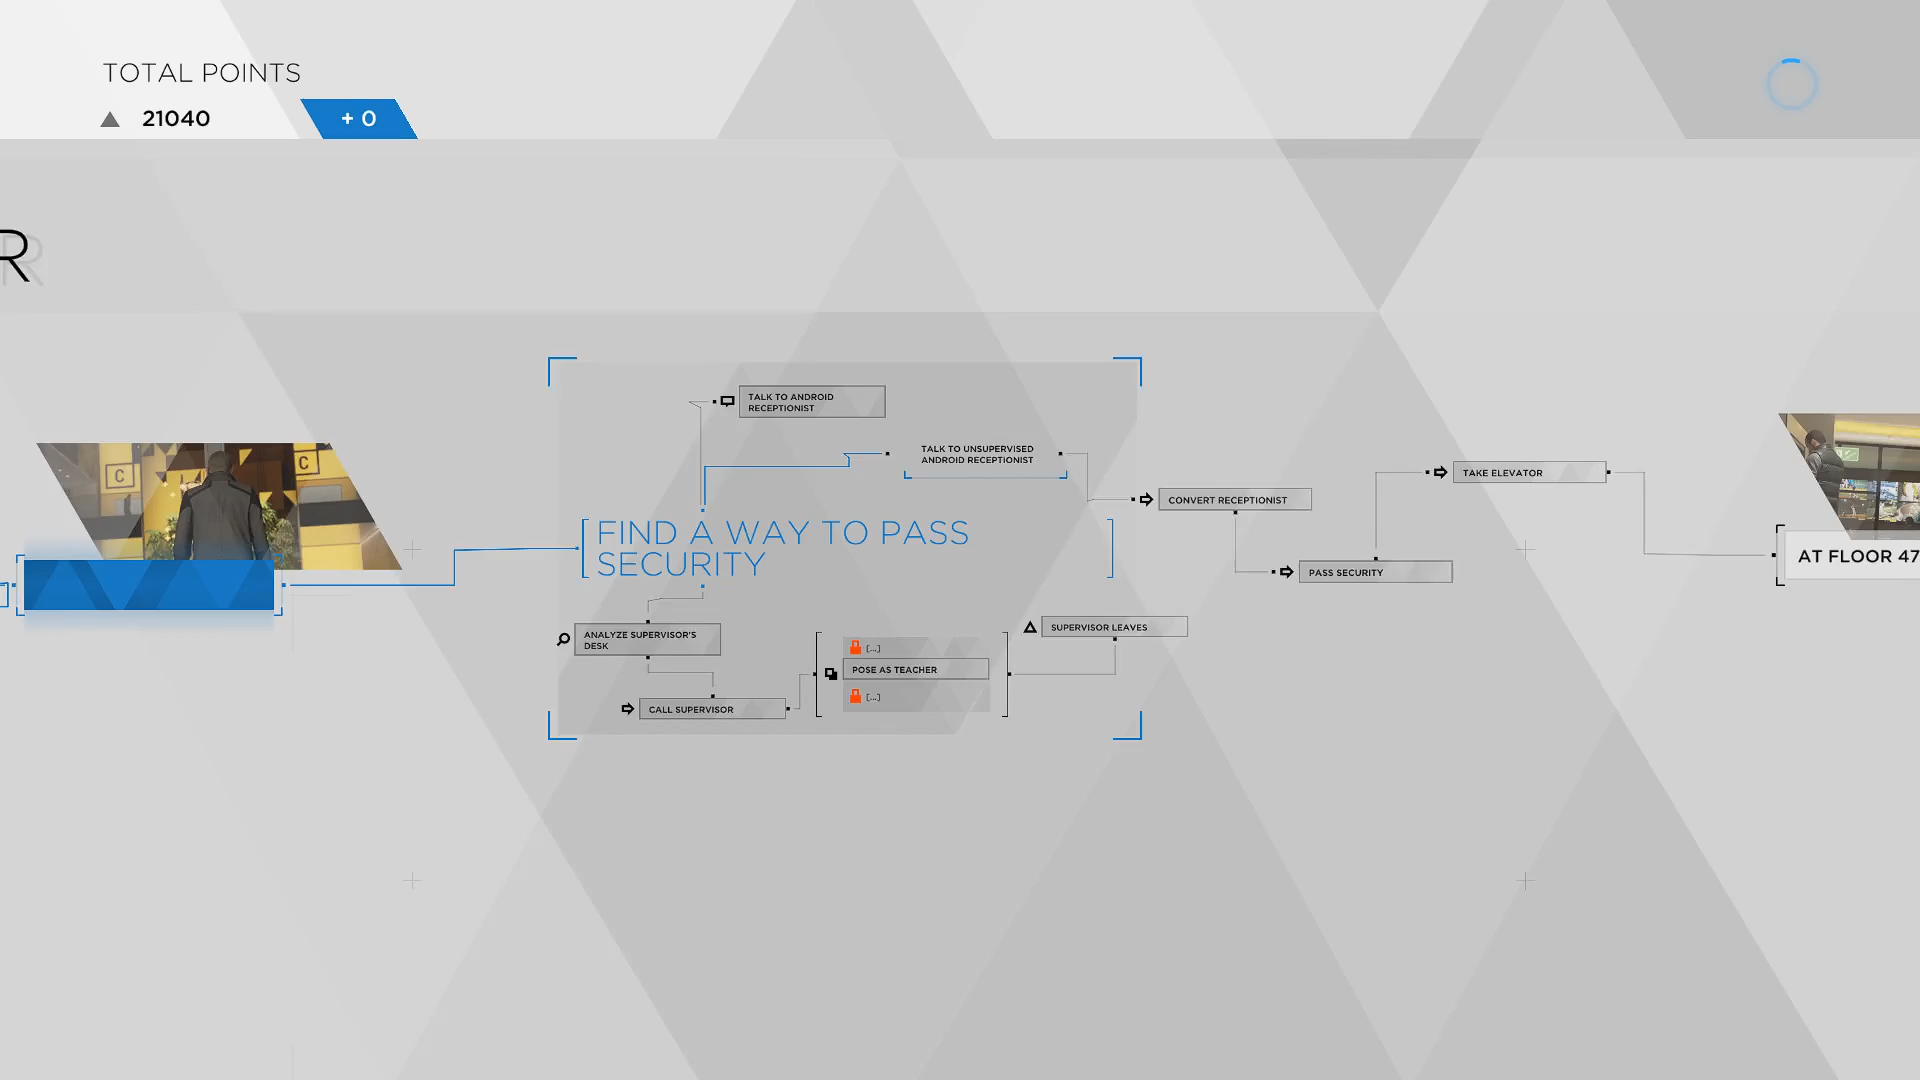 TOTAL POINTS
21040
+ 0
R
C
C
TALK TO ANDROID
RECEPTIONIST
TALK TO UNSUPERVISED
ANDROID RECEPTIONIST
CONVERT RECEPTIONIST
TAKE ELEVATOR
FIND A WAY TO PASS
SECURITY
PASS SECURITY
AT FLOOR 47
ANALYZE SUPERVISOR'S
DESK
SUPERVISOR LEAVES
[...]
POSE AS TEACHER
[...]
CALL SUPERVISOR